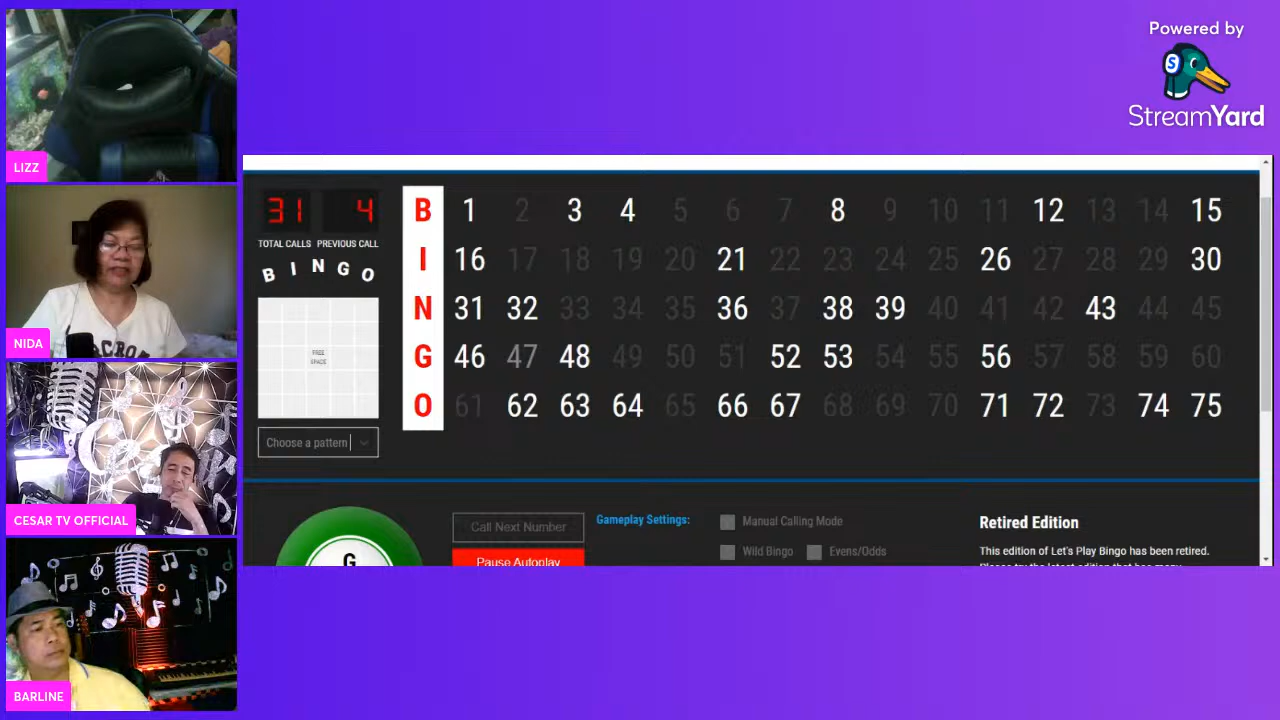 Powered by
StreamYard
LIZZ
NIDA
CESAR TV OFFICIAL
BARLINE
31 4
TOTAL CALLS PREVIOUS CALL
B I N G O
FREE
SPACE
Choose a pattern
B 1 2 3 4 5 6 7 8 9 10 11 12 13 14 15
I 16 17 18 19 20 21 22 23 24 25 26 27 28 29 30
N 31 32 33 34 35 36 37 38 39 40 41 42 43 44 45
G 46 47 48 49 50 51 52 53 54 55 56 57 58 59 60
O 61 62 63 64 65 66 67 68 69 70 71 72 73 74 75
G
Call Next Number
Pause Autoplay
Gameplay Settings:
Manual Calling Mode
Wild Bingo Evens/Odds
Retired Edition
This edition of Let's Play Bingo has been retired.